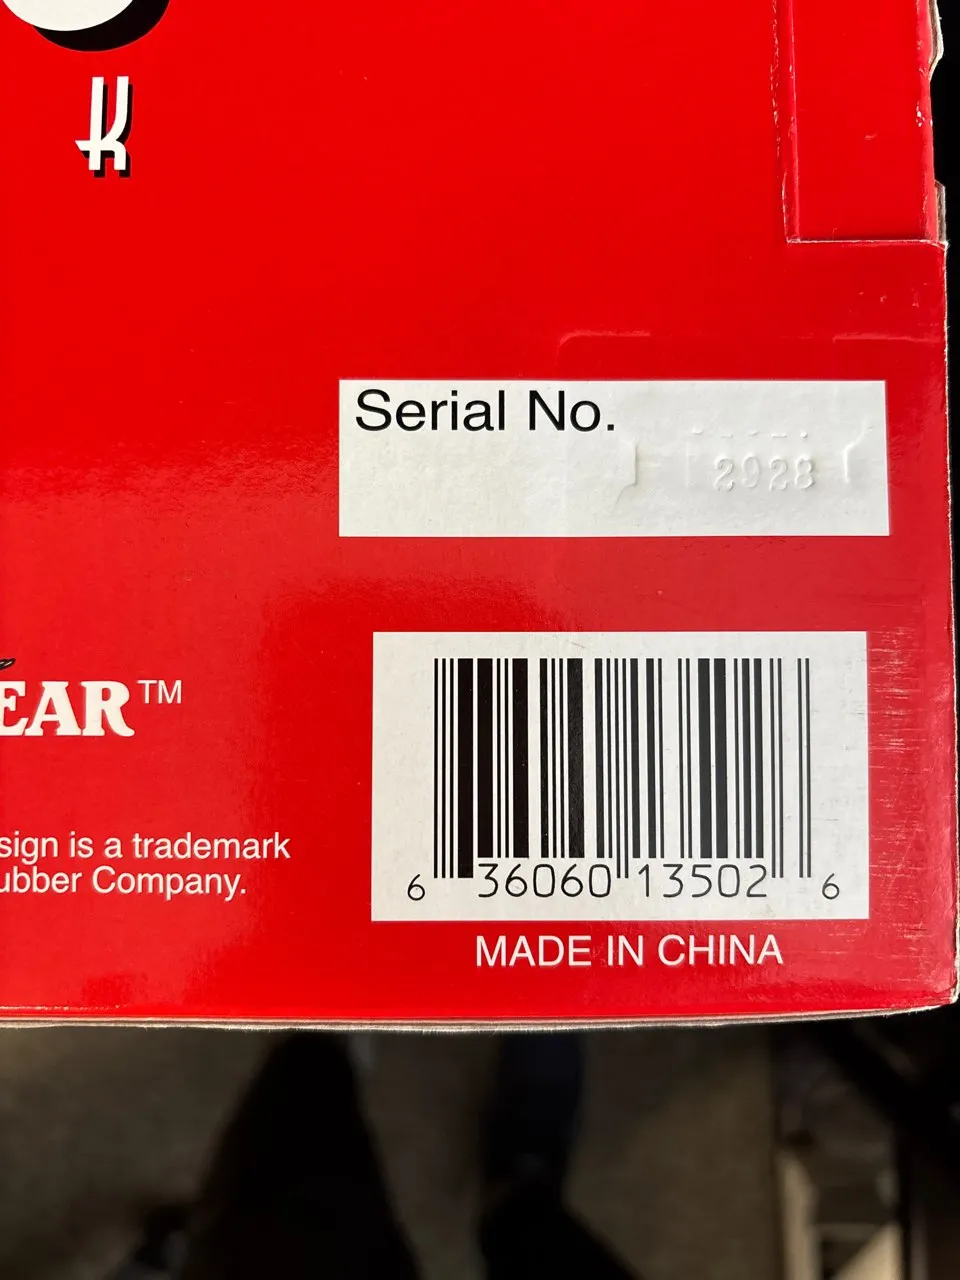 K
Serial No.
2928
EAR™
sign is a trademark
ubber Company.
6 36060 13502 6
MADE IN CHINA